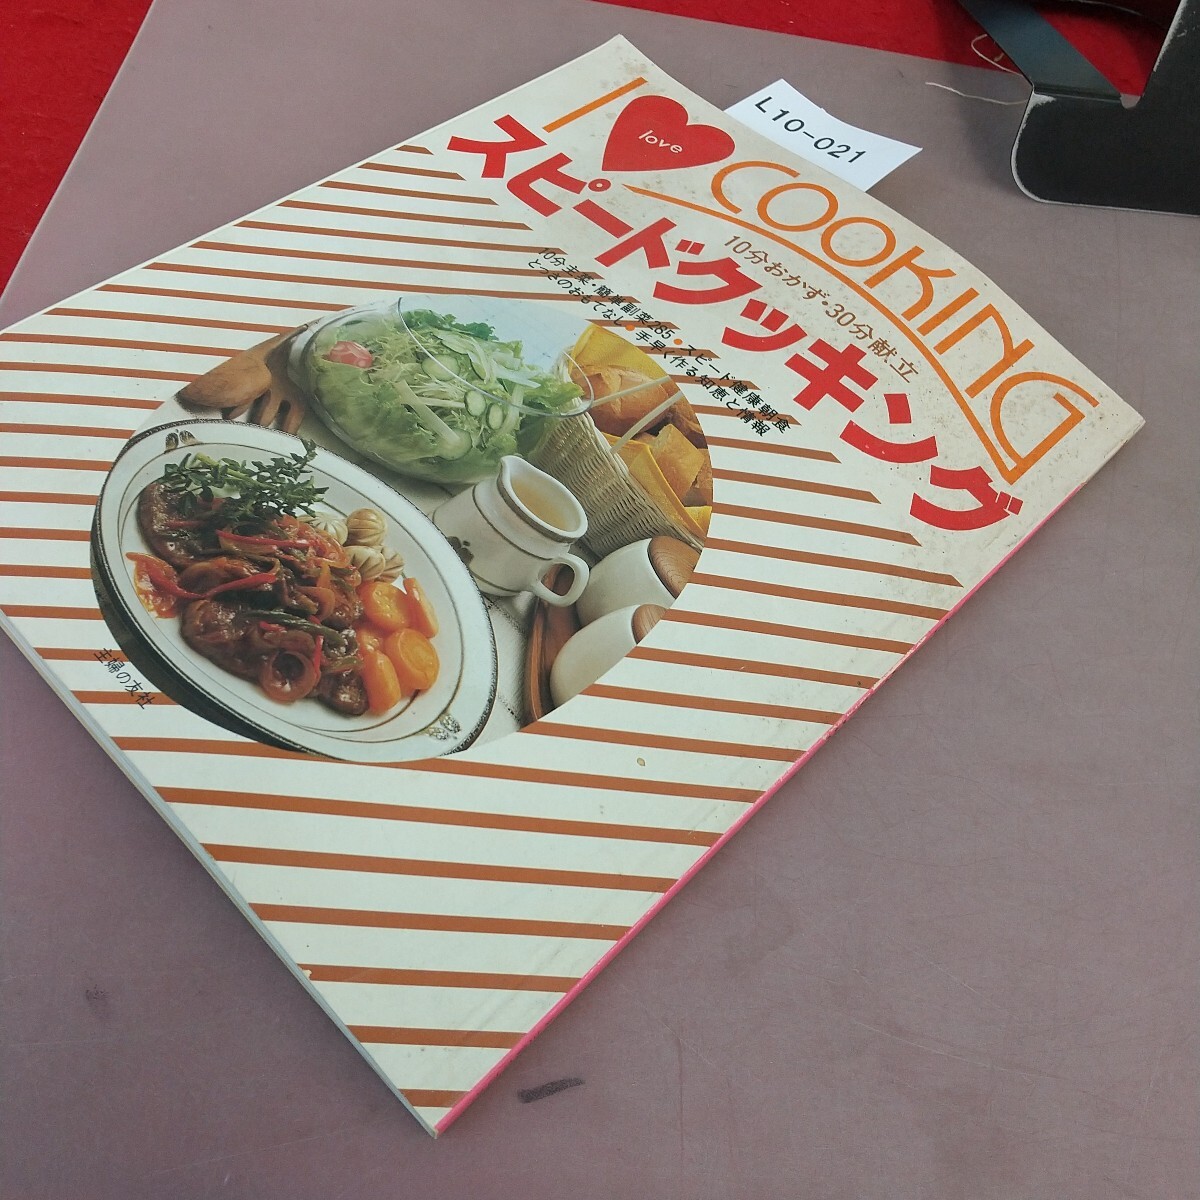 L10-021
I love COOKING
スピードクッキング
10分おかず・30分献立
10分主菜・簡単副菜285・スピード健康朝食
とっさのおもてなし・手早く作る知恵と情報
主婦の友社